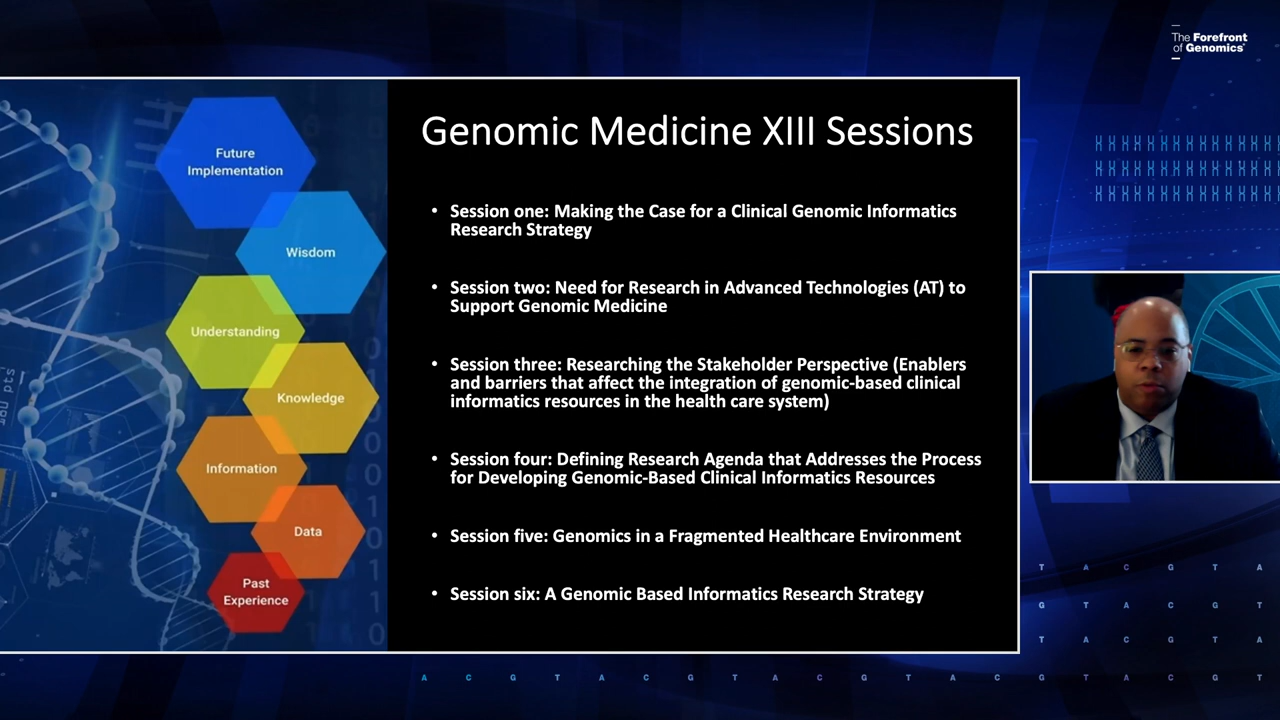 The Forefront
of Genomics®
Future
Implementation
Wisdom
Understanding
Knowledge
Information
Data
Past
Experience
Genomic Medicine XIII Sessions
• Session one: Making the Case for a Clinical Genomic Informatics
Research Strategy
• Session two: Need for Research in Advanced Technologies (AT) to
Support Genomic Medicine
• Session three: Researching the Stakeholder Perspective (Enablers
and barriers that affect the integration of genomic-based clinical
informatics resources in the health care system)
• Session four: Defining Research Agenda that Addresses the Process
for Developing Genomic-Based Clinical Informatics Resources
• Session five: Genomics in a Fragmented Healthcare Environment
• Session six: A Genomic Based Informatics Research Strategy
T A C G T A
G T A C G T
T A C G T A
A C G T A C G T A C G T A C G T A C G T